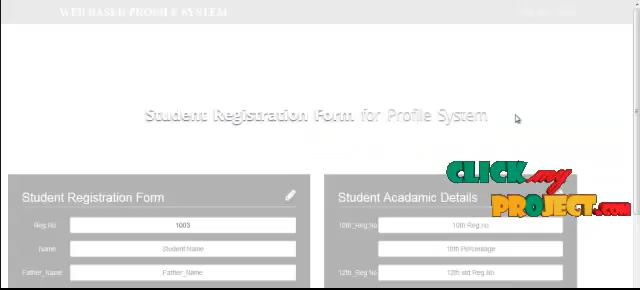 WEB BASED PROFILE SYSTEM
Student Registration Form for Profile System
CLICK.my
PROJECT.com
Student Registration Form
Reg.No
1003
Name
Student Name
Father_Name
Father_Name
Student Acadamic Details
10th_Reg.No
10th Reg.no
10th Percentage
12th_Reg No
12th std Reg.No